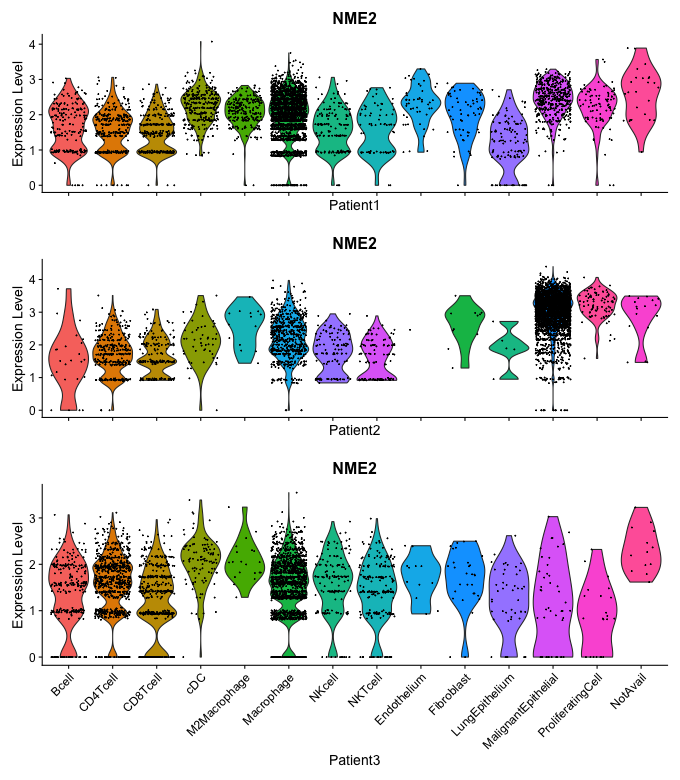 NME2
Expression Level
4
3
2
1
0
Patient1
NME2
Expression Level
4
3
2
1
0
Patient2
NME2
Expression Level
3
2
1
0
Bcell
CD4Tcell
CD8Tcell
cDC
M2Macrophage
Macrophage
NKcell
NKTcell
Endothelium
Fibroblast
LungEpithelium
MalignantEpithelial
ProliferatingCell
NotAvail
Patient3